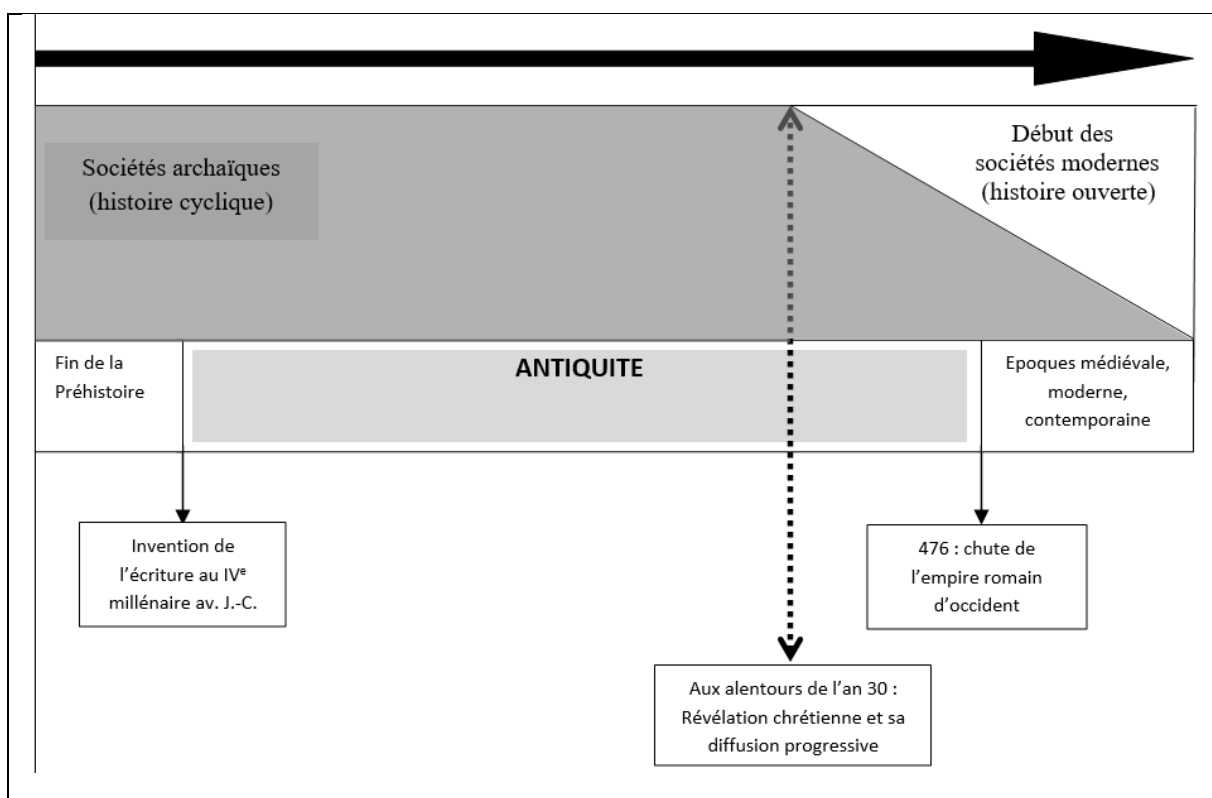 Sociétés archaïques
(histoire cyclique)
Début des
sociétés modernes
(histoire ouverte)
Fin de la
Préhistoire
ANTIQUITE
Epoques médiévale,
moderne,
contemporaine
Invention de
l’écriture au IVᵉ
millénaire av. J.-C.
476 : chute de
l’empire romain
d’occident
Aux alentours de l’an 30 :
Révélation chrétienne et sa
diffusion progressive